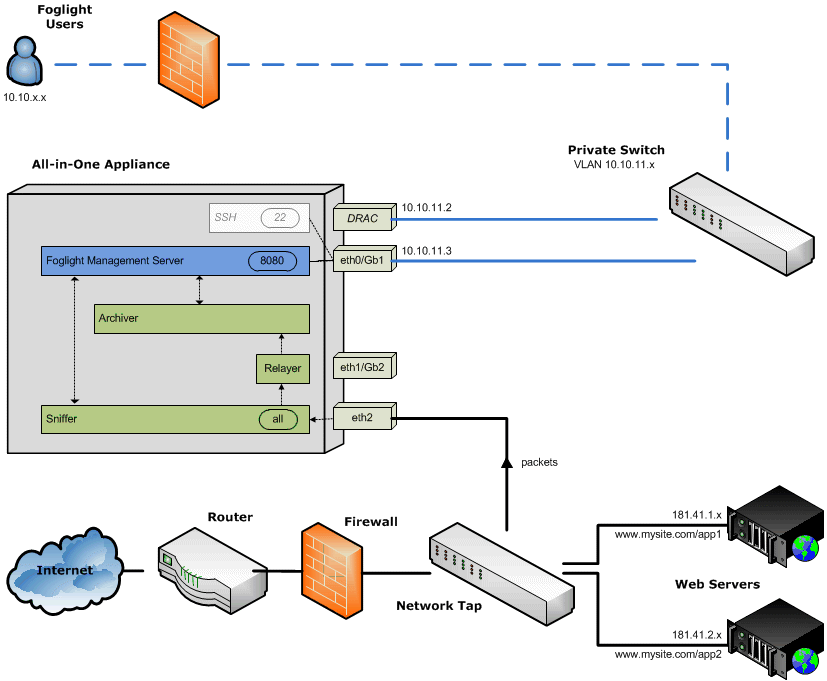 Foglight
Users
10.10.x.x
Private Switch
VLAN 10.10.11.x
All-in-One Appliance
SSH 22
DRAC
10.10.11.2
Foglight Management Server 8080
eth0/Gb1
10.10.11.3
Archiver
Relayer
eth1/Gb2
Sniffer all
eth2
packets
Internet
Router
Firewall
Network Tap
181.41.1.x
www.mysite.com/app1
Web Servers
181.41.2.x
www.mysite.com/app2